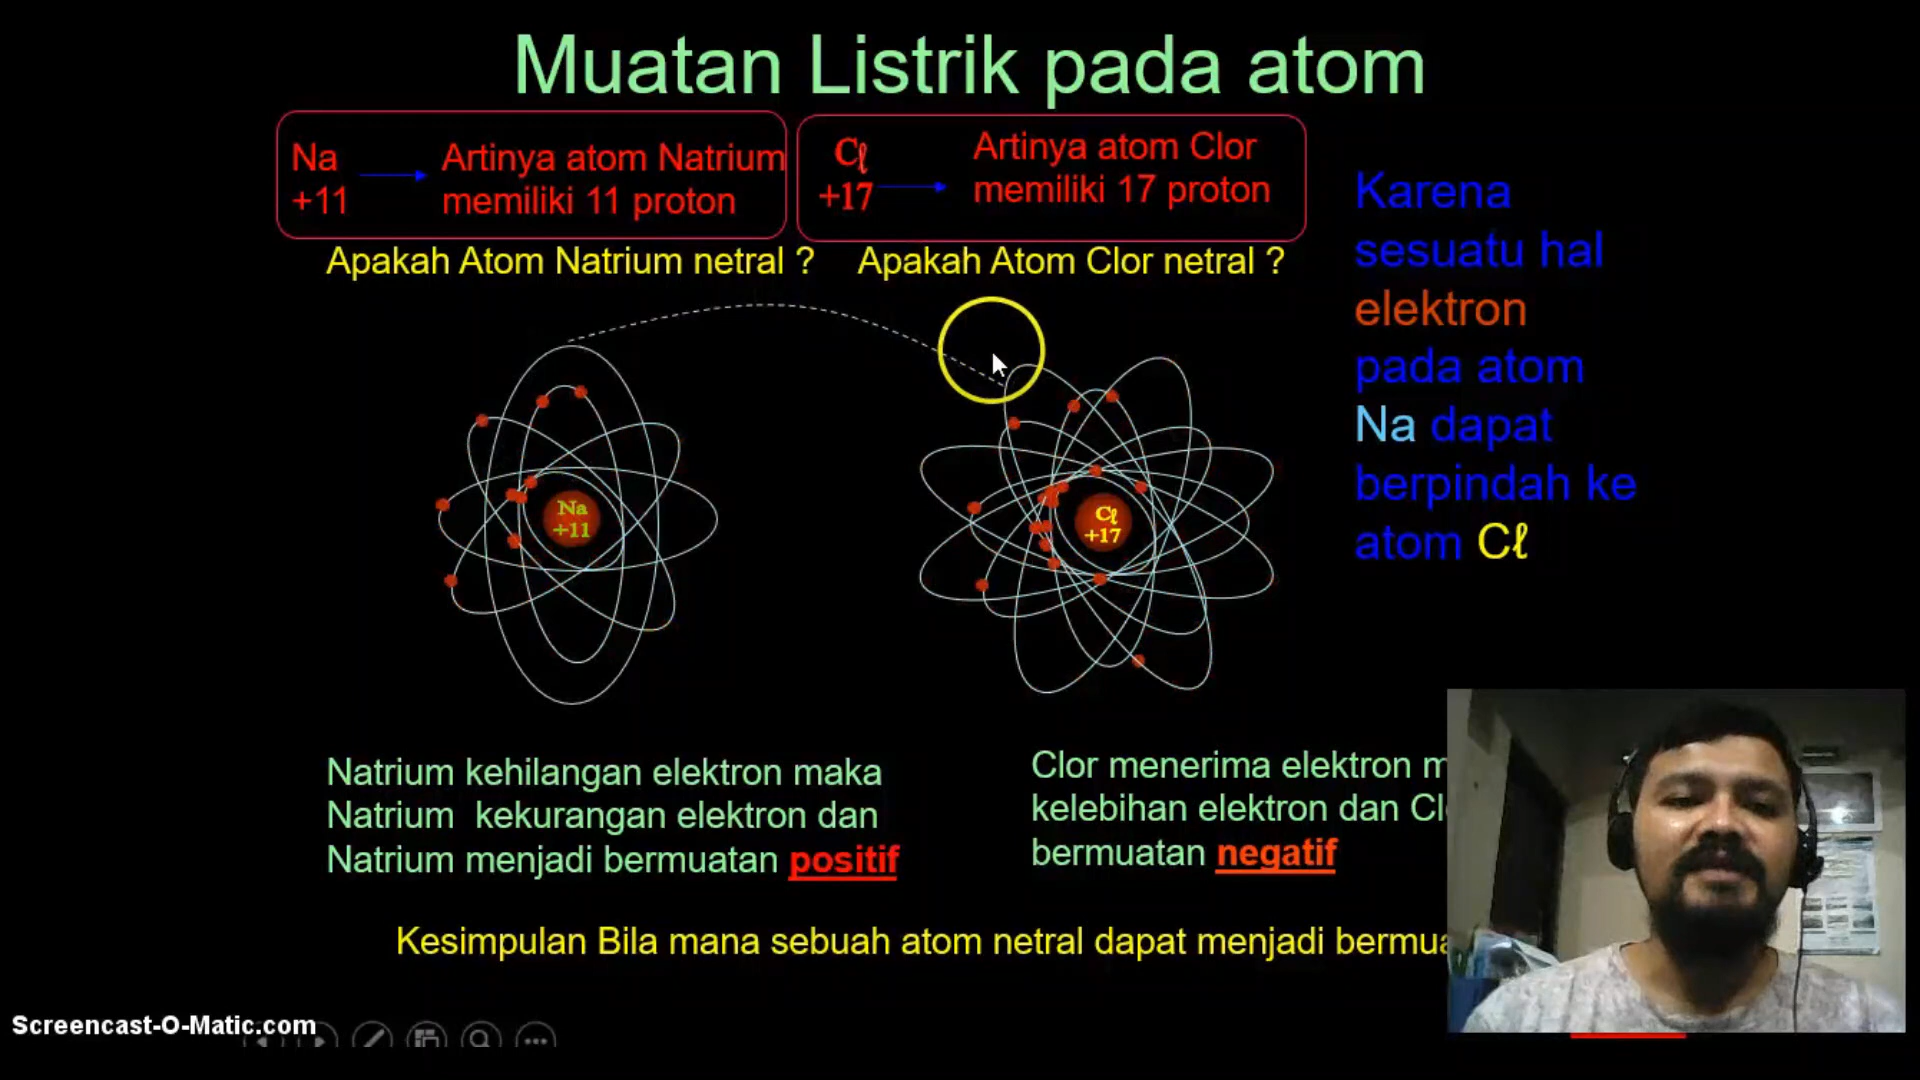 Muatan Listrik pada atom
Na
+11
Artinya atom Natrium
memiliki 11 proton
Cℓ
+17
Artinya atom Clor
memiliki 17 proton
Apakah Atom Natrium netral ?
Apakah Atom Clor netral ?
Karena
sesuatu hal
elektron
pada atom
Na dapat
berpindah ke
atom Cℓ
Na
+11
Cℓ
+17
Natrium kehilangan elektron maka
Natrium kekurangan elektron dan
Natrium menjadi bermuatan positif
Clor menerima elektron
kelebihan elektron dan
bermuatan negatif
Kesimpulan Bila mana sebuah atom netral dapat menjadi
Screencast-O-Matic.com